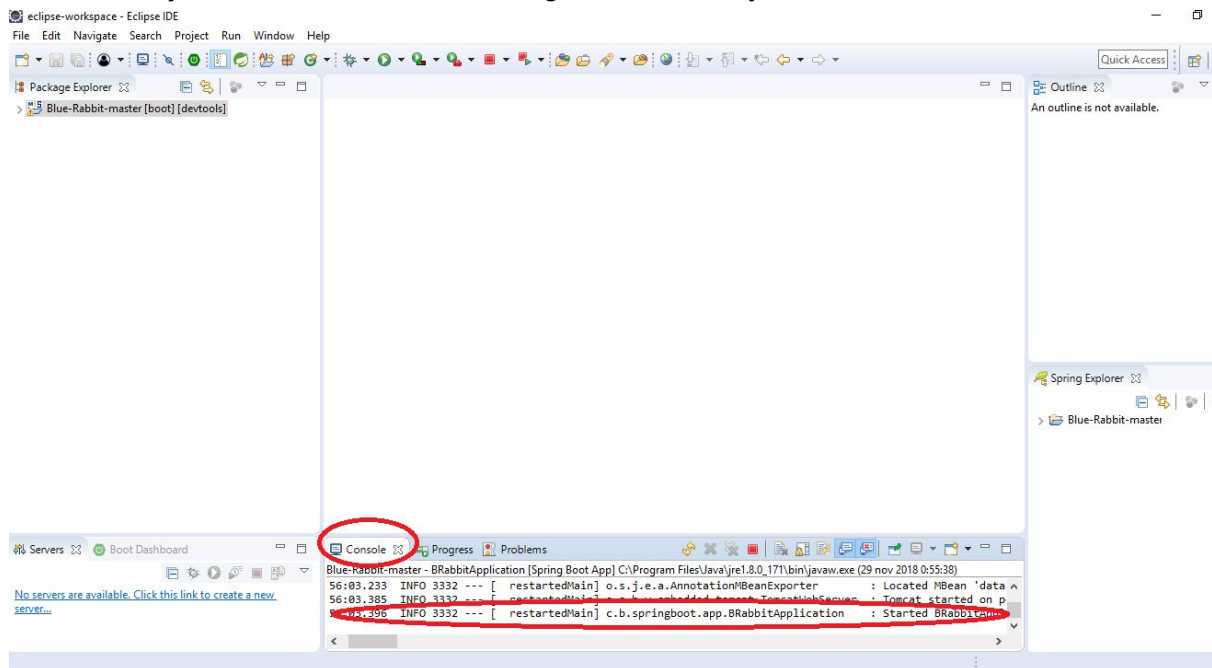 eclipse-workspace - Eclipse IDE
File Edit Navigate Search Project Run Window Help
Quick Access
Package Explorer
Blue-Rabbit-master [boot] [devtools]
Outline
An outline is not available.
Spring Explorer
Blue-Rabbit-master
Servers Boot Dashboard
No servers are available. Click this link to create a new
server...
Console Progress Problems
Blue-Rabbit-master - BRabbitApplication [Spring Boot App] C:\Program Files\Java\jre1.8.0_171\bin\javaw.exe (29 nov 2018 0:55:38)
56:03.233 INFO 3332 --- [ restartedMain] o.s.j.e.a.AnnotationMBeanExporter : Located MBean 'data
56:03.385 INFO 3332 --- [ restartedMain] : Tomcat started on p
INFO 3332 --- [ restartedMain] c.b.springboot.app.BRabbitApplication : Started